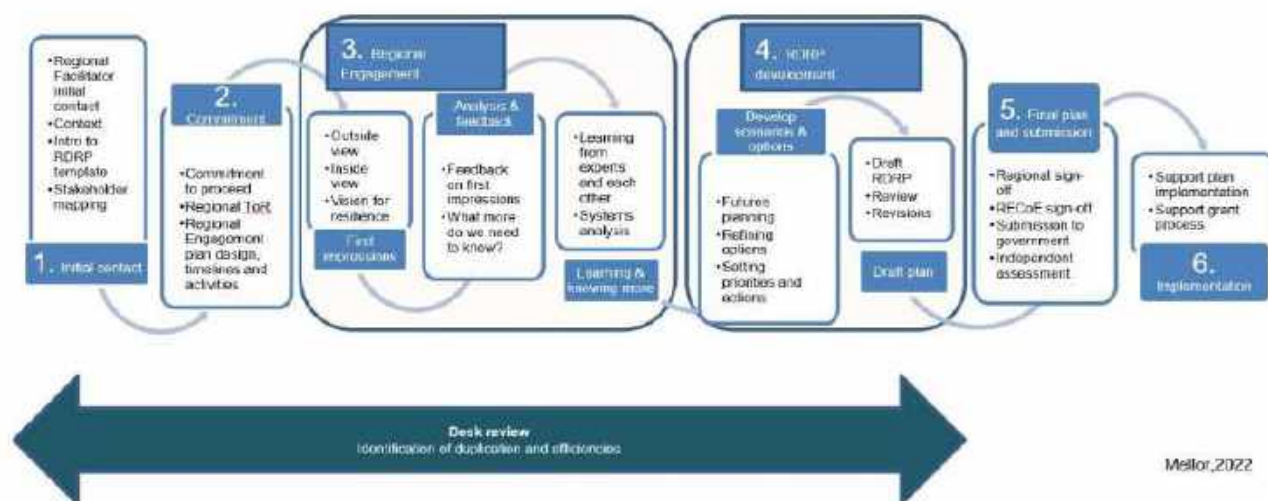 •Regional
Facilitator
initial
contact
•Context
•Intro to
RDRP
template
•Stakeholder
mapping
1. Initial contact
2.
Commitment
•Commitment
to proceed
•Regional ToR
•Regional
Engagement
plan design,
timelines and
activities
3. Regional
Engagement
•Outside
view
•Inside
view
•Vision for
resilience
First
impressions
Analysis &
feedback
•Feedback
on first
impressions
•What more
do we need
to know?
•Learning
from
experts
and each
other
•Systems
analysis
Learning &
knowing more
4. RDRP
development
Develop
scenarios &
options
•Futures
planning
•Refining
options
•Setting
priorities and
actions
•Draft
RDRP
•Review
•Revisions
Draft plan
5. Final plan
and submission
•Regional sign-
off
•RECoE sign-off
•Submission to
government
•Independent
assessment
•Support plan
implementation
•Support grant
process
6.
Implementation
Desk review
Identification of duplication and efficiencies
Mellor,2022